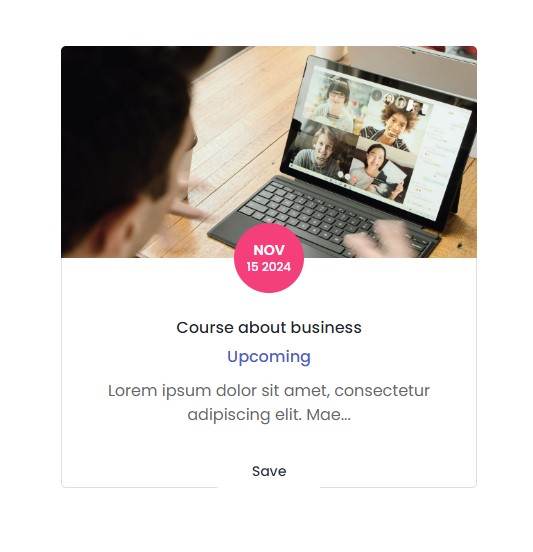 NOV
15 2024
Course about business
Upcoming
Lorem ipsum dolor sit amet, consectetur
adipiscing elit. Mae...
Save